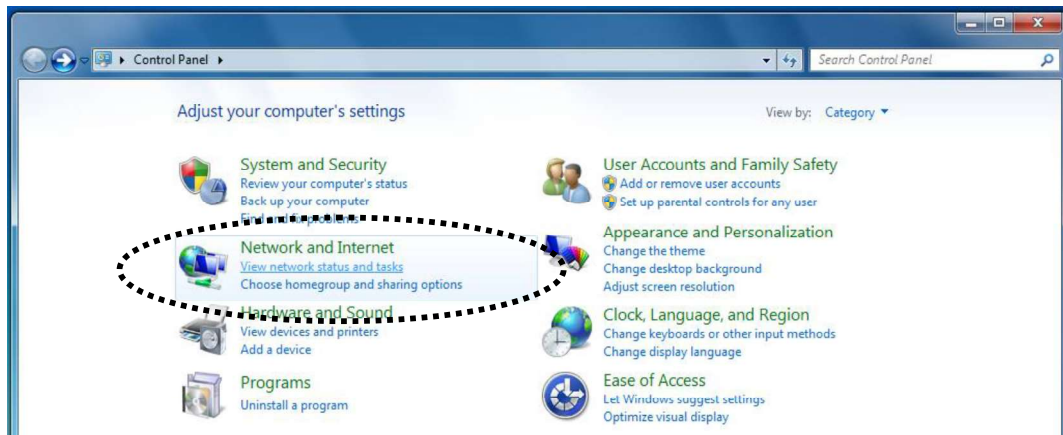 Control Panel
Search Control Panel
Adjust your computer's settings
View by: Category
System and Security
Review your computer's status
Back up your computer
Find and fix problems
Network and Internet
View network status and tasks
Choose homegroup and sharing options
Hardware and Sound
View devices and printers
Add a device
Programs
Uninstall a program
User Accounts and Family Safety
Add or remove user accounts
Set up parental controls for any user
Appearance and Personalization
Change the theme
Change desktop background
Adjust screen resolution
Clock, Language, and Region
Change keyboards or other input methods
Change display language
Ease of Access
Let Windows suggest settings
Optimize visual display